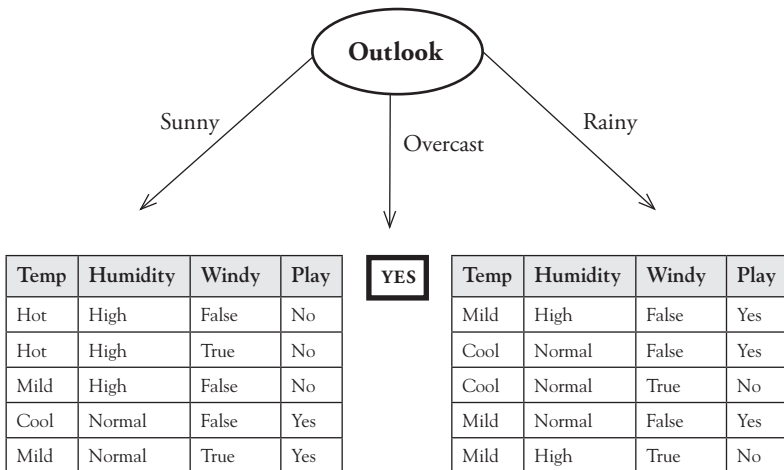 Outlook
Sunny
Overcast
Rainy
Temp Humidity Windy Play
Hot High False No
Hot High True No
Mild High False No
Cool Normal False Yes
Mild Normal True Yes
YES
Temp Humidity Windy Play
Mild High False Yes
Cool Normal False Yes
Cool Normal True No
Mild Normal False Yes
Mild High True No